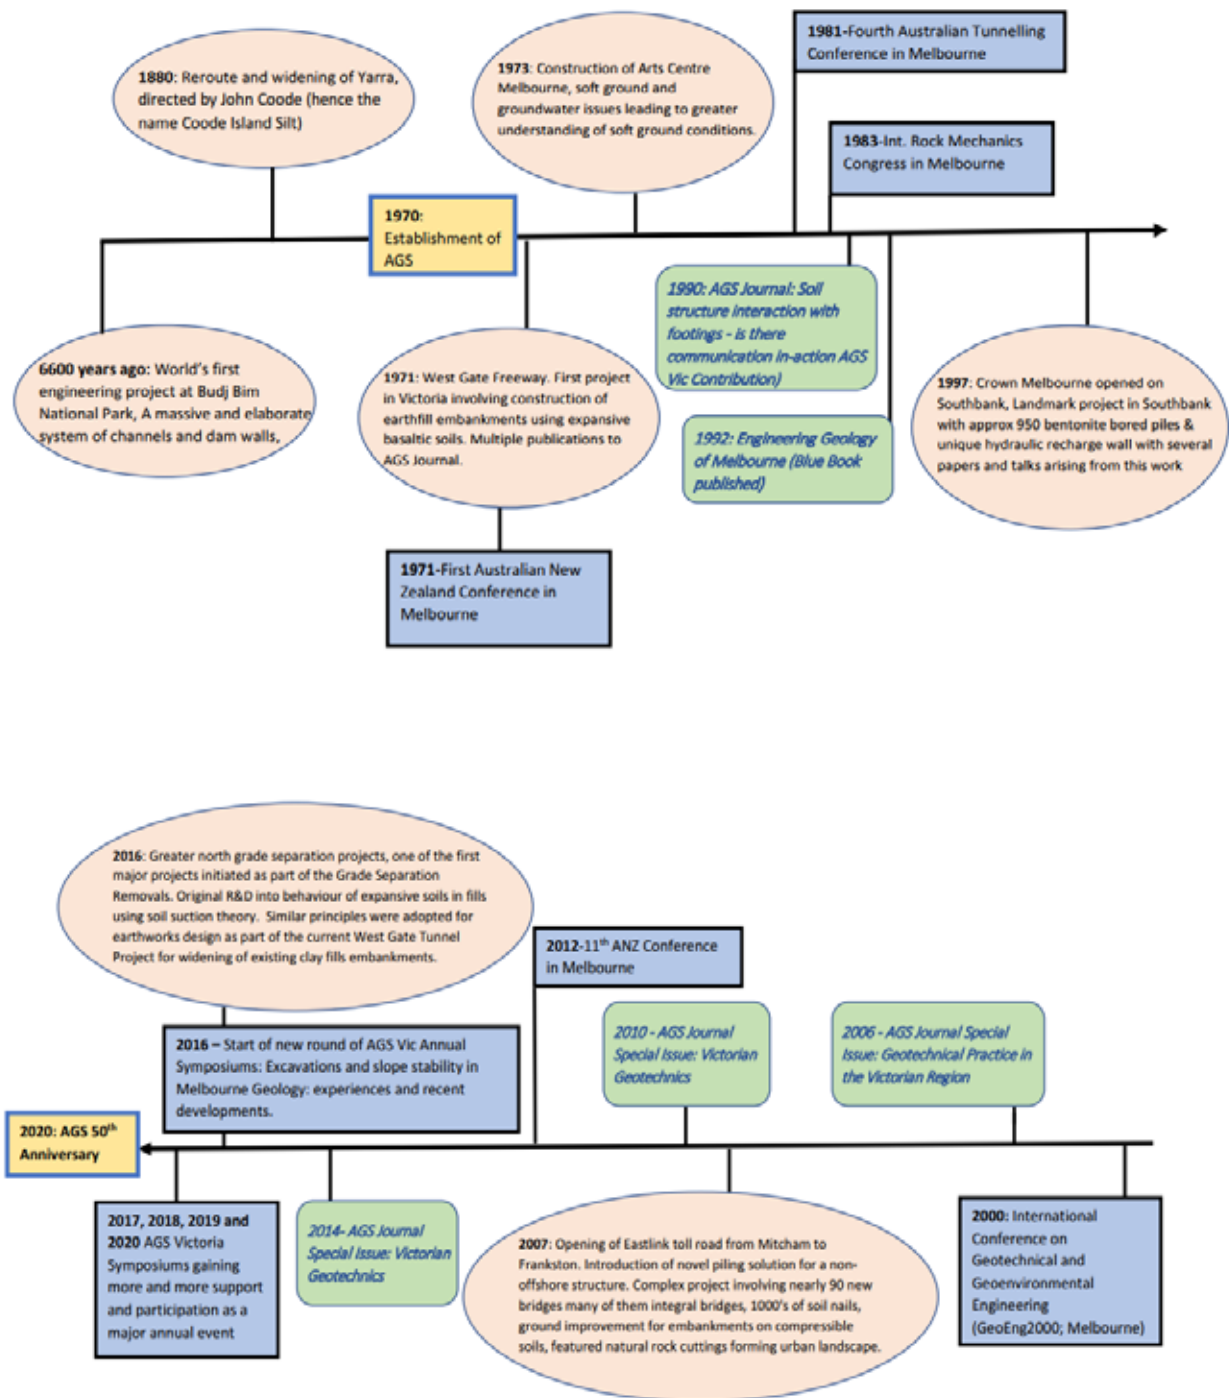 1880: Reroute and widening of Yarra,
directed by John Coode (hence the
name Coode Island Silt)
1973: Construction of Arts Centre
Melbourne, soft ground and
groundwater issues leading to greater
understanding of soft ground conditions.
1981-Fourth Australian Tunnelling
Conference in Melbourne
1983-Int. Rock Mechanics
Congress in Melbourne
1970:
Establishment of
AGS
6600 years ago: World's first
engineering project at Budj Bim
National Park, A massive and elaborate
system of channels and dam walls,
1971: West Gate Freeway. First project
in Victoria involving construction of
earthfill embankments using expansive
basaltic soils. Multiple publications to
AGS Journal.
1971-First Australian New
Zealand Conference in
Melbourne
1990: AGS Journal: Soil
structure interaction with
footings - is there
communication in-action AGS
Vic Contribution)
1992: Engineering Geology
of Melbourne (Blue Book
published)
1997: Crown Melbourne opened on
Southbank, Landmark project in Southbank
with approx 950 bentonite bored piles &
unique hydraulic recharge wall with several
papers and talks arising from this work
2016: Greater north grade separation projects, one of the first
major projects initiated as part of the Grade Separation
Removals. Original R&D into behaviour of expansive soils in fills
using soil suction theory. Similar principles were adopted for
earthworks design as part of the current West Gate Tunnel
Project for widening of existing clay fills embankments.
2016 – Start of new round of AGS Vic Annual
Symposiums: Excavations and slope stability in
Melbourne Geology: experiences and recent
developments.
2012-11th ANZ Conference
in Melbourne
2010 - AGS Journal
Special Issue: Victorian
Geotechnics
2006 - AGS Journal Special
Issue: Geotechnical Practice in
the Victorian Region
2020: AGS 50th
Anniversary
2017, 2018, 2019 and
2020 AGS Victoria
Symposiums gaining
more and more support
and participation as a
major annual event
2014- AGS Journal
Special Issue: Victorian
Geotechnics
2007: Opening of Eastlink toll road from Mitcham to
Frankston. Introduction of novel piling solution for a non-
offshore structure. Complex project involving nearly 90 new
bridges many of them integral bridges, 1000's of soil nails,
ground improvement for embankments on compressible
soils, featured natural rock cuttings forming urban landscape.
2000: International
Conference on
Geotechnical and
Geoenvironmental
Engineering
(GeoEng2000; Melbourne)